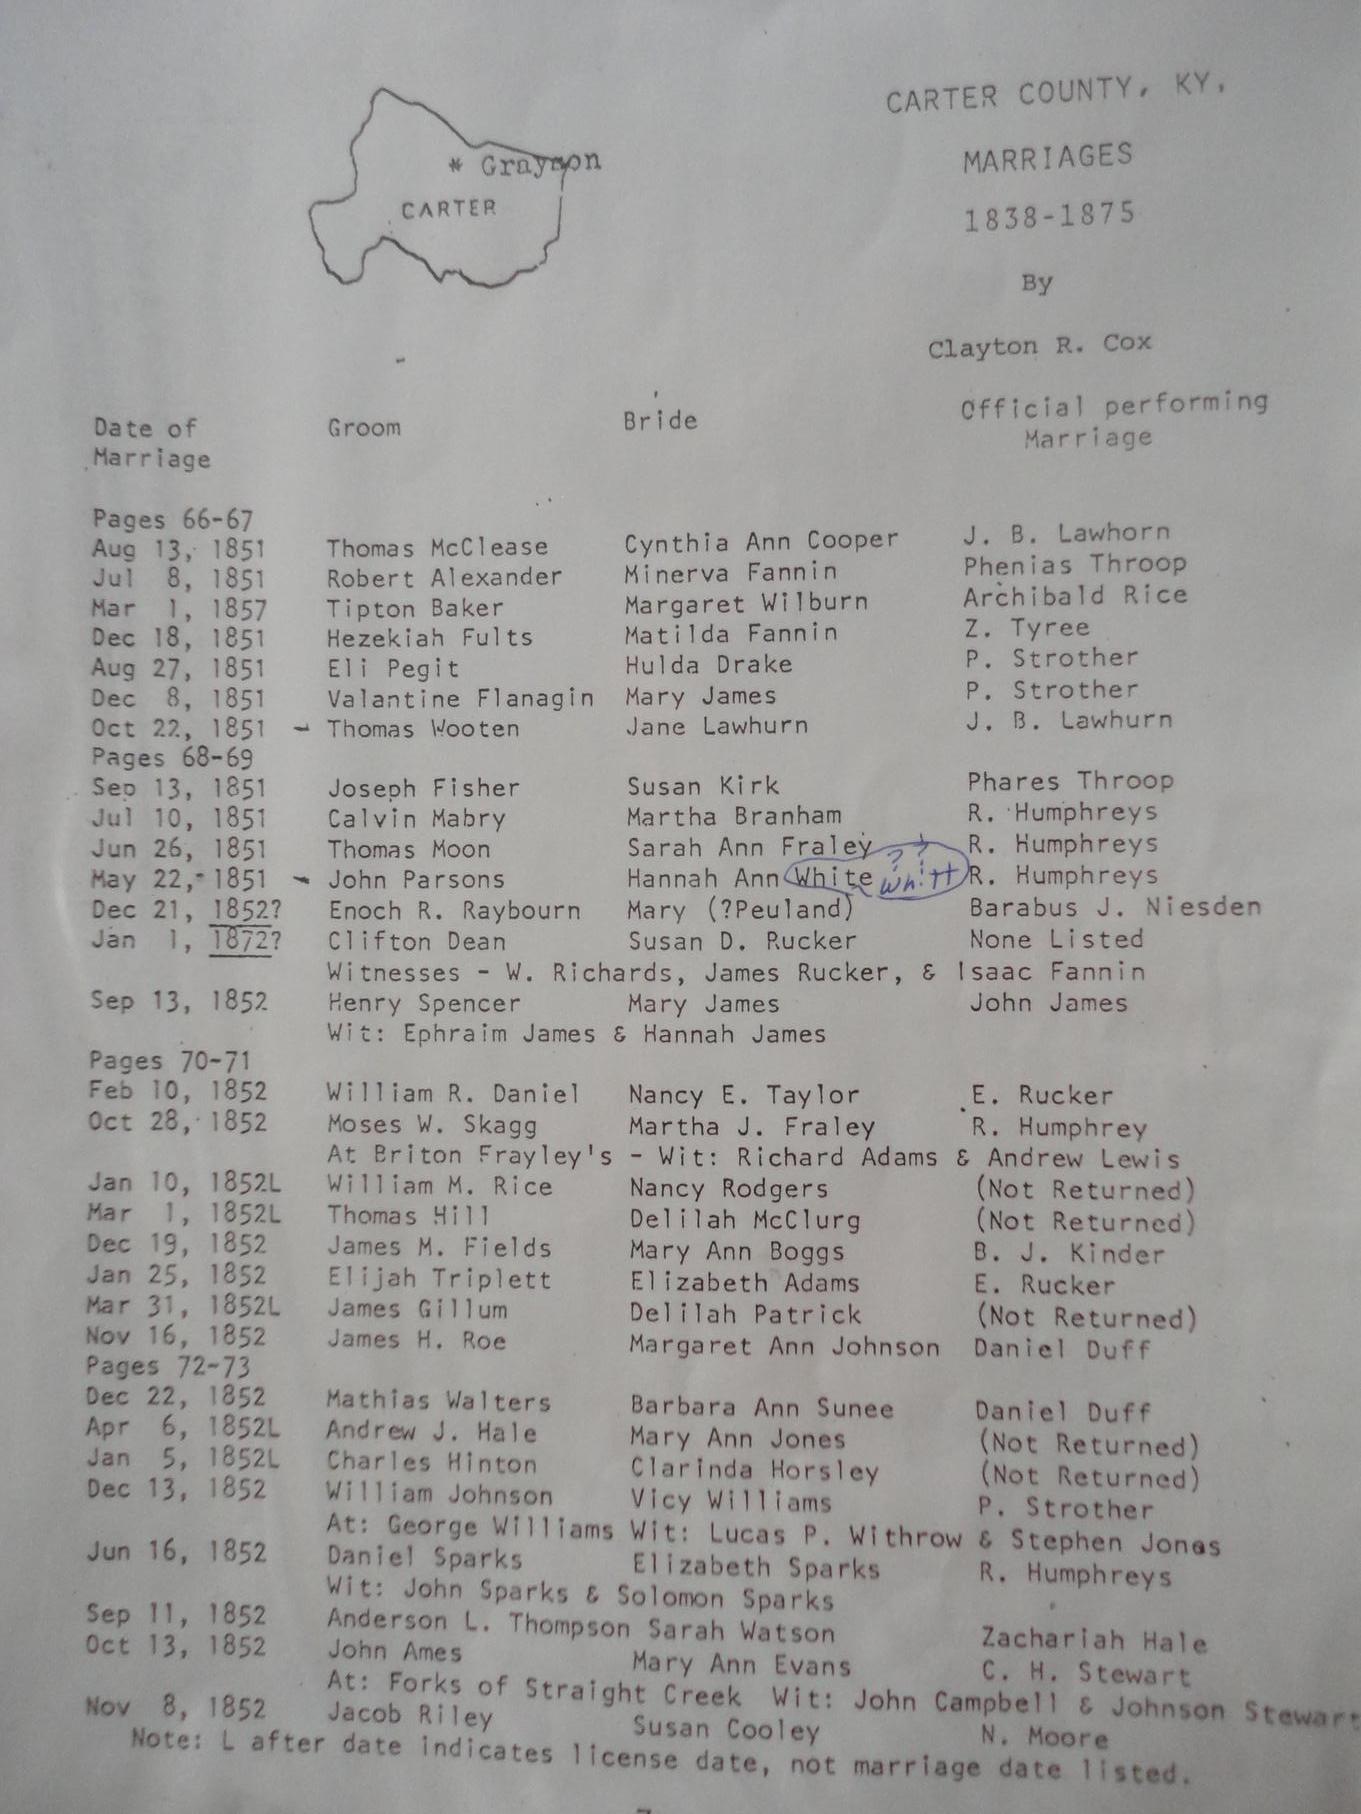 CARTER COUNTY, KY,
MARRIAGES
1838-1875
By
Clayton R. Cox
* Grayson
CARTER
Date of Marriage Groom Bride Official performing Marriage
Pages 66-67
Aug 13, 1851 Thomas McClease Cynthia Ann Cooper J. B. Lawhorn
Jul 8, 1851 Robert Alexander Minerva Fannin Phenias Throop
Mar 1, 1857 Tipton Baker Margaret Wilburn Archibald Rice
Dec 18, 1851 Hezekiah Fults Matilda Fannin Z. Tyree
Aug 27, 1851 Eli Pegit Hulda Drake P. Strother
Dec 8, 1851 Valantine Flanagin Mary James P. Strother
Oct 22, 1851 - Thomas Wooten Jane Lawhurn J. B. Lawhurn
Pages 68-69
Sep 13, 1851 Joseph Fisher Susan Kirk Phares Throop
Jul 10, 1851 Calvin Mabry Martha Branham R. Humphreys
Jun 26, 1851 Thomas Moon Sarah Ann Fraley R. Humphreys
May 22, 1851 - John Parsons Hannah Ann White ?? Whitt R. Humphreys
Dec 21, 1852? Enoch R. Raybourn Mary (?Peuland) Barabus J. Niesden
Jan 1, 1872? Clifton Dean Susan D. Rucker None Listed
Witnesses - W. Richards, James Rucker, & Isaac Fannin
Sep 13, 1852 Henry Spencer Mary James John James
Wit: Ephraim James & Hannah James
Pages 70-71
Feb 10, 1852 William R. Daniel Nancy E. Taylor E. Rucker
Oct 28, 1852 Moses W. Skagg Martha J. Fraley R. Humphrey
At Briton Frayley's - Wit: Richard Adams & Andrew Lewis
Jan 10, 1852L William M. Rice Nancy Rodgers (Not Returned)
Mar 1, 1852L Thomas Hill Delilah McClurg (Not Returned)
Dec 19, 1852 James M. Fields Mary Ann Boggs B. J. Kinder
Jan 25, 1852 Elijah Triplett Elizabeth Adams E. Rucker
Mar 31, 1852L James Gillum Delilah Patrick (Not Returned)
Nov 16, 1852 James H. Roe Margaret Ann Johnson Daniel Duff
Pages 72-73
Dec 22, 1852 Mathias Walters Barbara Ann Sunee Daniel Duff
Apr 6, 1852L Andrew J. Hale Mary Ann Jones (Not Returned)
Jan 5, 1852L Charles Hinton Clarinda Horsley (Not Returned)
Dec 13, 1852 William Johnson Vicy Williams P. Strother
At: George Williams Wit: Lucas P. Withrow & Stephen Jones
Jun 16, 1852 Daniel Sparks Elizabeth Sparks R. Humphreys
Wit: John Sparks & Solomon Sparks
Sep 11, 1852 Anderson L. Thompson Sarah Watson Zachariah Hale
Oct 13, 1852 John Ames Mary Ann Evans C. H. Stewart
At: Forks of Straight Creek Wit: John Campbell & Johnson Stewart
Nov 8, 1852 Jacob Riley Susan Cooley N. Moore
Note: L after date indicates license date, not marriage date listed.